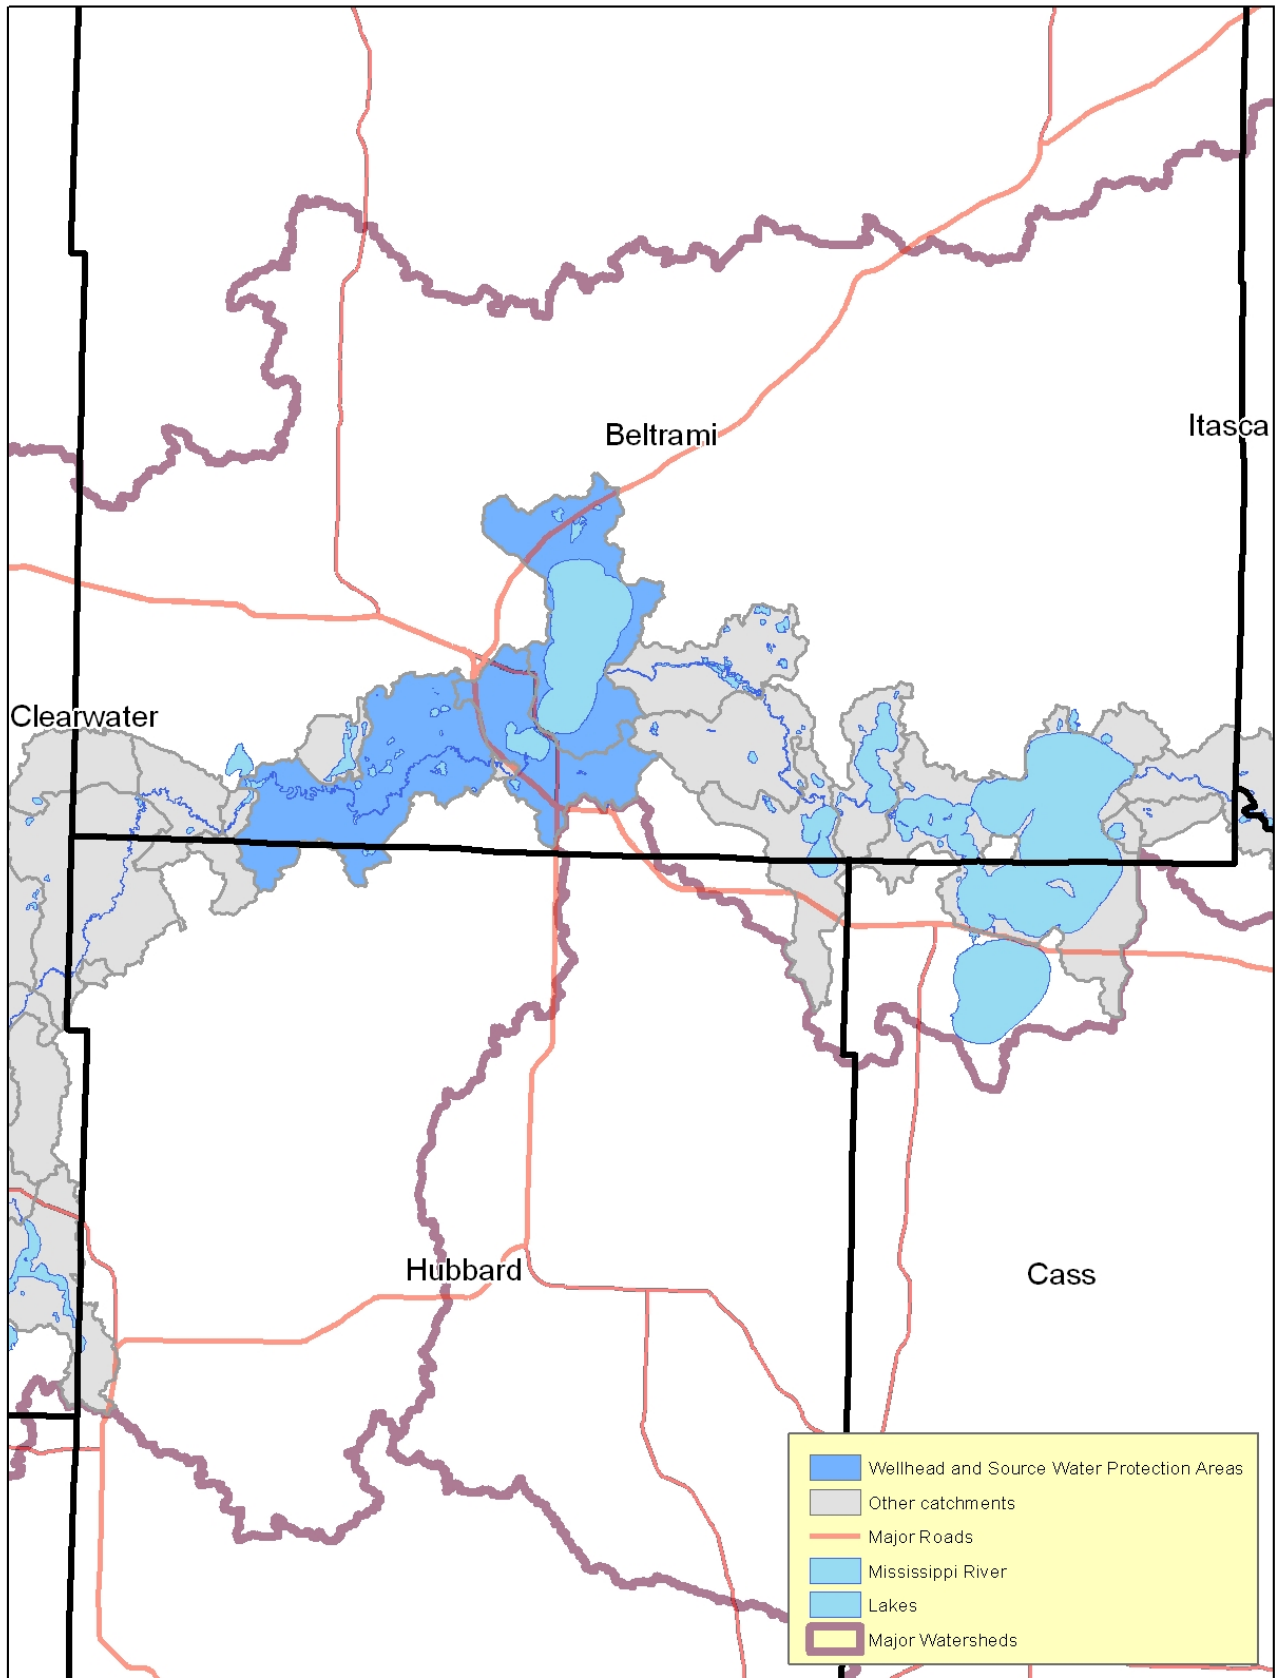 Beltrami
Itasca
Clearwater
Hubbard
Cass
Wellhead and Source Water Protection Areas
Other catchments
Major Roads
Mississippi River
Lakes
Major Watersheds